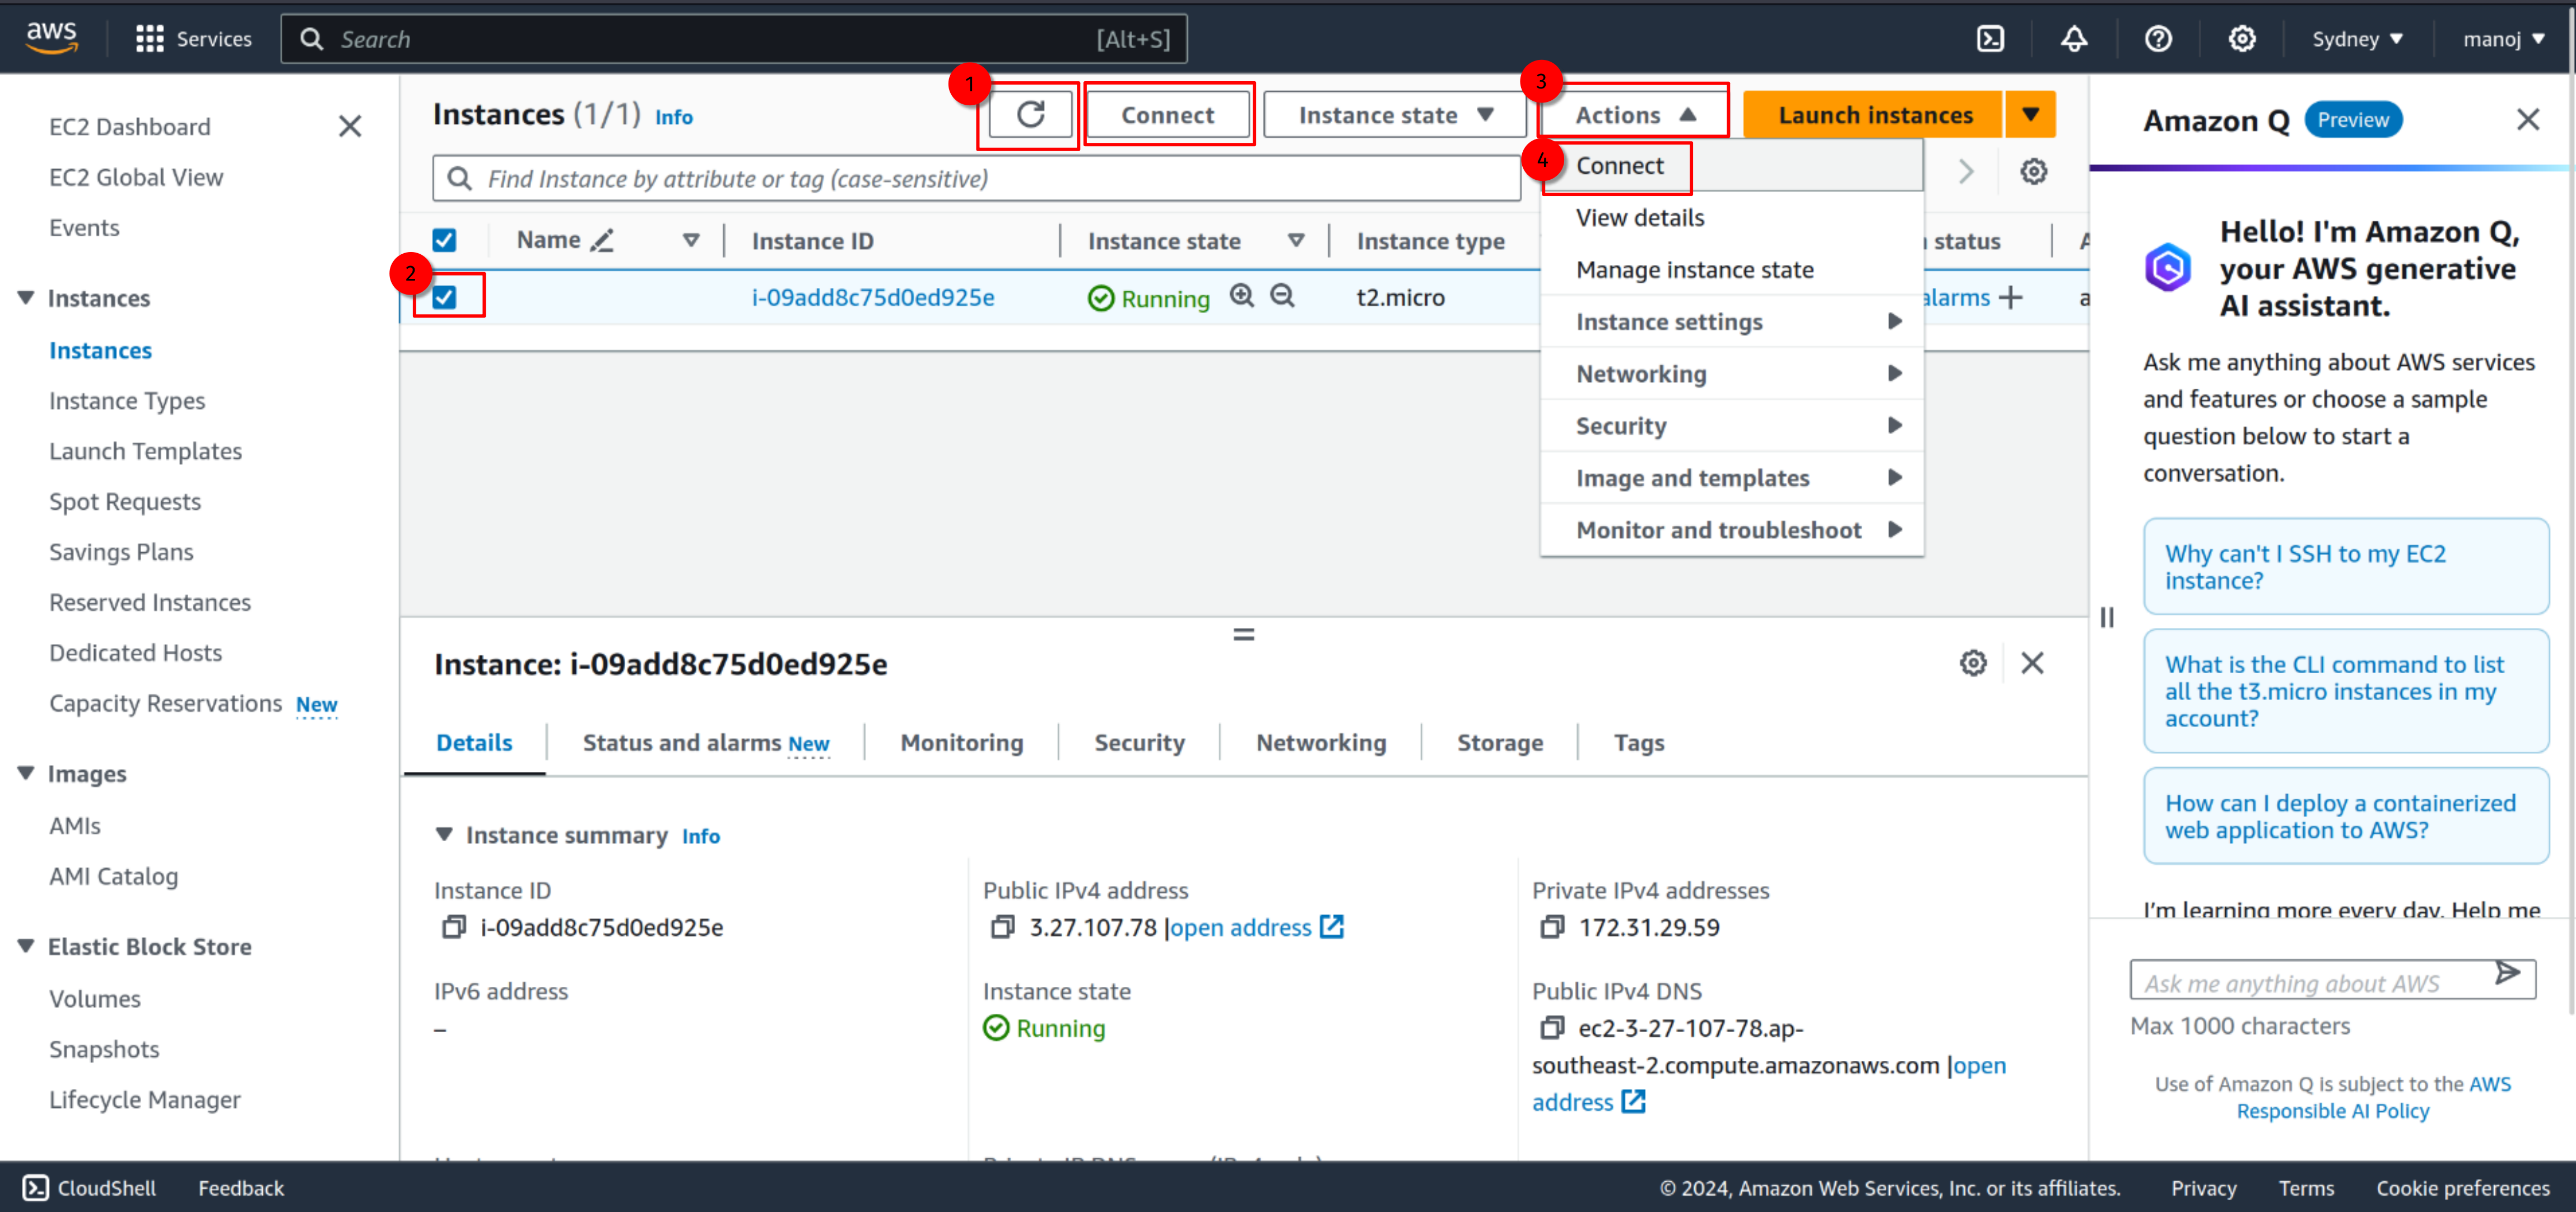 aws
Services
Search
[Alt+S]
Sydney
manoj
EC2 Dashboard
EC2 Global View
Events
Instances
Instances
Instance Types
Launch Templates
Spot Requests
Savings Plans
Reserved Instances
Dedicated Hosts
Capacity Reservations New
Images
AMIs
AMI Catalog
Elastic Block Store
Volumes
Snapshots
Lifecycle Manager
Instances (1/1) Info
1
Connect
Instance state
3
Actions
Launch instances
Find Instance by attribute or tag (case-sensitive)
4
Connect
View details
Manage instance state
Instance settings
Networking
Security
Image and templates
Monitor and troubleshoot
Name
Instance ID
Instance state
Instance type
status
A
2
i-09add8c75d0ed925e
Running
t2.micro
alarms
a
Instance: i-09add8c75d0ed925e
Details
Status and alarms New
Monitoring
Security
Networking
Storage
Tags
Instance summary Info
Instance ID
i-09add8c75d0ed925e
Public IPv4 address
3.27.107.78 |open address
Private IPv4 addresses
172.31.29.59
IPv6 address
–
Instance state
Running
Public IPv4 DNS
ec2-3-27-107-78.ap-
southeast-2.compute.amazonaws.com |open
address
Amazon Q Preview
Hello! I'm Amazon Q,
your AWS generative
AI assistant.
Ask me anything about AWS services
and features or choose a sample
question below to start a
conversation.
Why can't I SSH to my EC2
instance?
What is the CLI command to list
all the t3.micro instances in my
account?
How can I deploy a containerized
web application to AWS?
I'm learning more every day. Help me
Ask me anything about AWS
Max 1000 characters
Use of Amazon Q is subject to the AWS
Responsible AI Policy
CloudShell
Feedback
© 2024, Amazon Web Services, Inc. or its affiliates.
Privacy
Terms
Cookie preferences